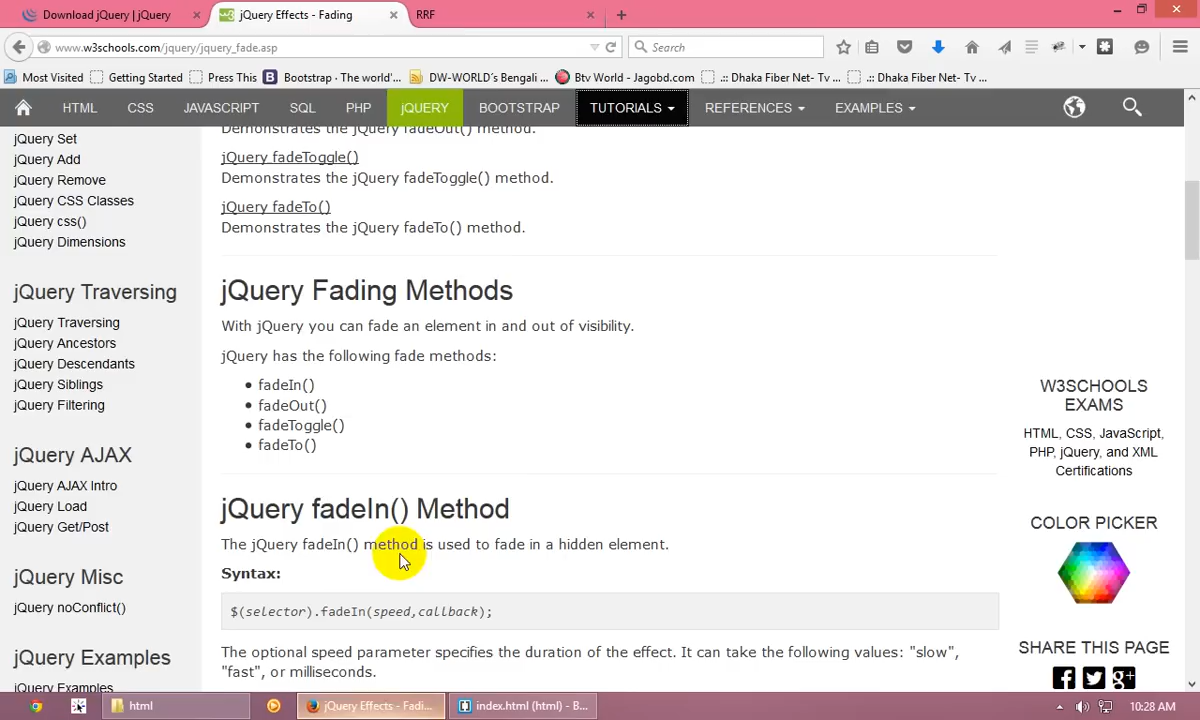 Download jQuery | jQuery
jQuery Effects - Fading
RRF
www.w3schools.com/jquery/jquery_fade.asp
Search
Most Visited
Getting Started
Press This
Bootstrap · The world'...
DW-WORLD´s Bengali ...
Btv World - Jagobd.com
.:: Dhaka Fiber Net- Tv ...
.:: Dhaka Fiber Net- Tv ...
HTML CSS JAVASCRIPT SQL PHP jQUERY BOOTSTRAP TUTORIALS REFERENCES EXAMPLES
jQuery Set
jQuery Add
jQuery Remove
jQuery CSS Classes
jQuery css()
jQuery Dimensions
jQuery Traversing
jQuery Traversing
jQuery Ancestors
jQuery Descendants
jQuery Siblings
jQuery Filtering
jQuery AJAX
jQuery AJAX Intro
jQuery Load
jQuery Get/Post
jQuery Misc
jQuery noConflict()
jQuery Examples
jQuery Examples
Demonstrates the jQuery fadeOut() method.
jQuery fadeToggle()
Demonstrates the jQuery fadeToggle() method.
jQuery fadeTo()
Demonstrates the jQuery fadeTo() method.
jQuery Fading Methods
With jQuery you can fade an element in and out of visibility.
jQuery has the following fade methods:
• fadeIn()
• fadeOut()
• fadeToggle()
• fadeTo()
jQuery fadeIn() Method
The jQuery fadeIn() method is used to fade in a hidden element.
Syntax:
$(selector).fadeIn(speed,callback);
The optional speed parameter specifies the duration of the effect. It can take the following values: "slow",
"fast", or milliseconds.
W3SCHOOLS
EXAMS
HTML, CSS, JavaScript,
PHP, jQuery, and XML
Certifications
COLOR PICKER
SHARE THIS PAGE
html
jQuery Effects - Fadi...
index.html (html) - B...
10:28 AM